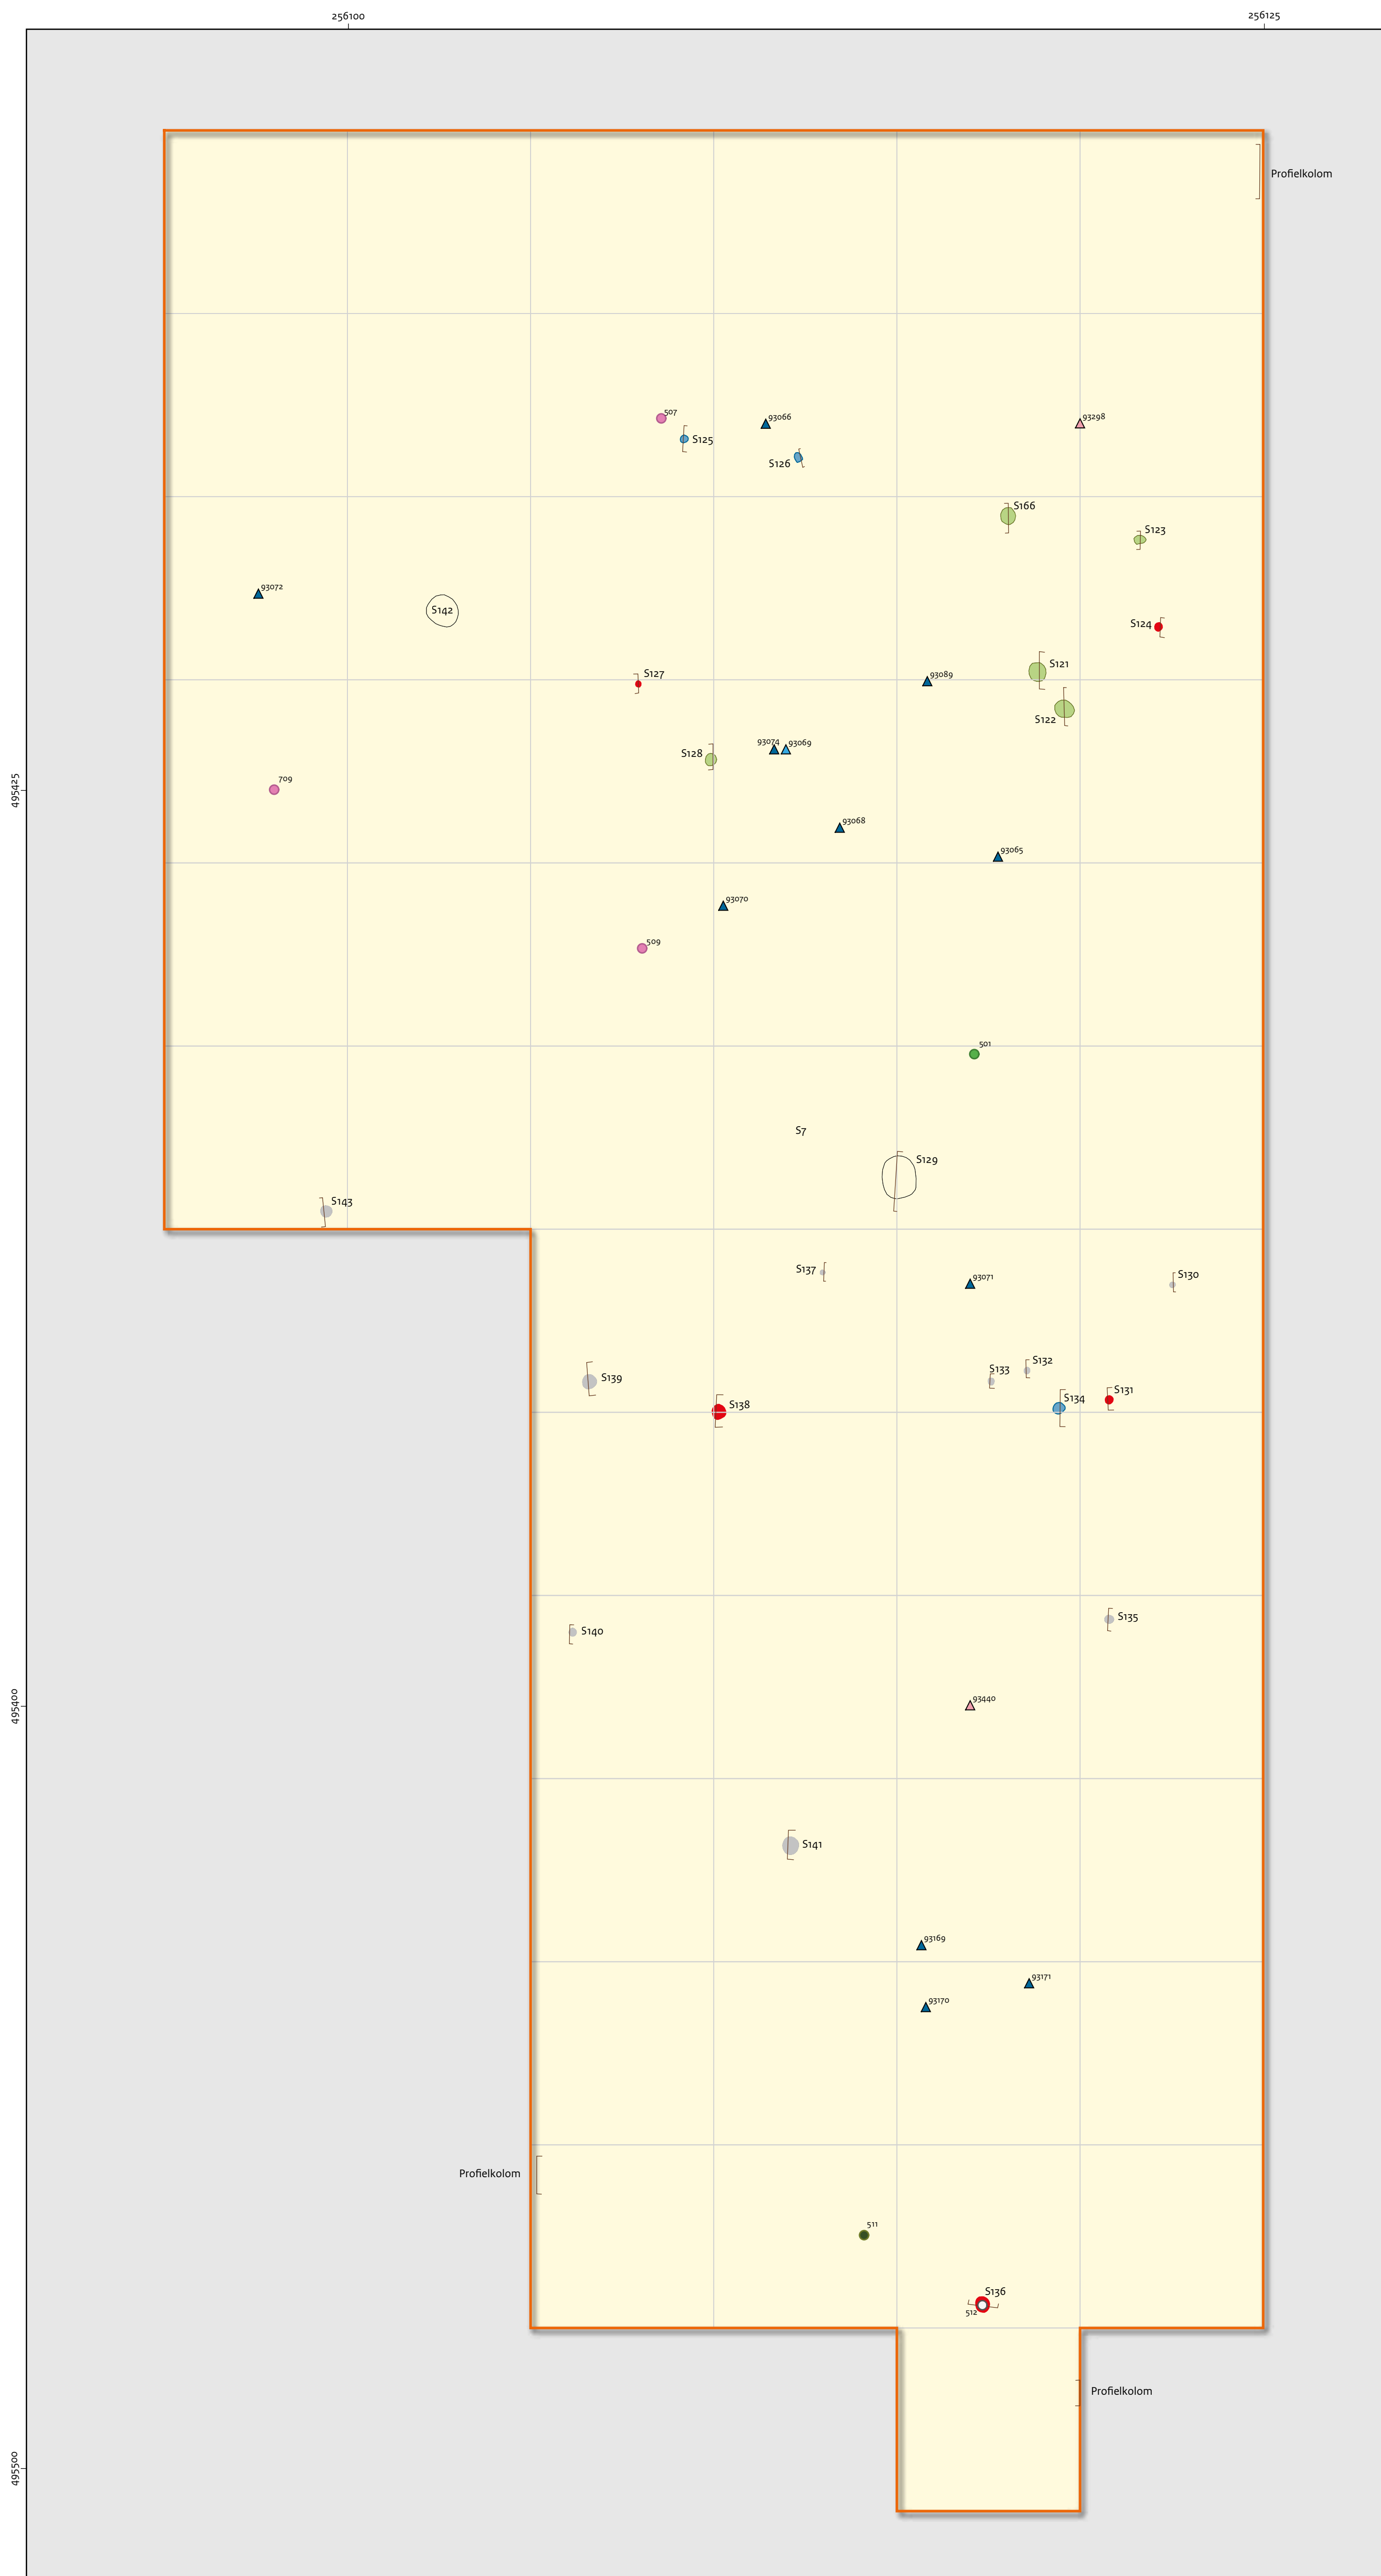 256100
256125
Profielkolom
507
93066
93298
S125
S126
S166
S123
93072
S142
S124
S121
S127
93089
S122
93074
93069
S128
709
495425
93068
93065
93070
509
501
S7
S129
S143
S137
93071
S130
S132
S133
S139
S131
S134
S138
S135
S140
93440
495400
S141
93169
93171
93170
Profielkolom
511
S136
512
Profielkolom
495500